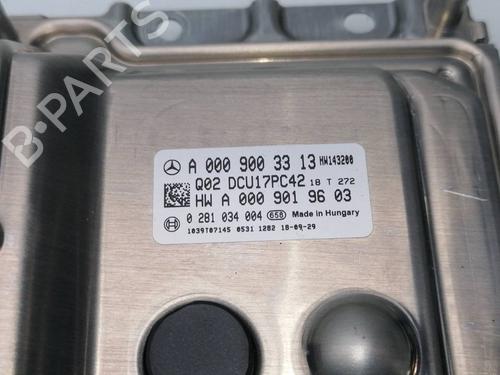 B-PARTS
A 000 900 33 13 HW143200
Q02 DCU17PC42 18 T 272
HW A 000 901 96 03
0 281 034 004 658 Made in Hungary
1039T07145 0531 1282 18-09-29